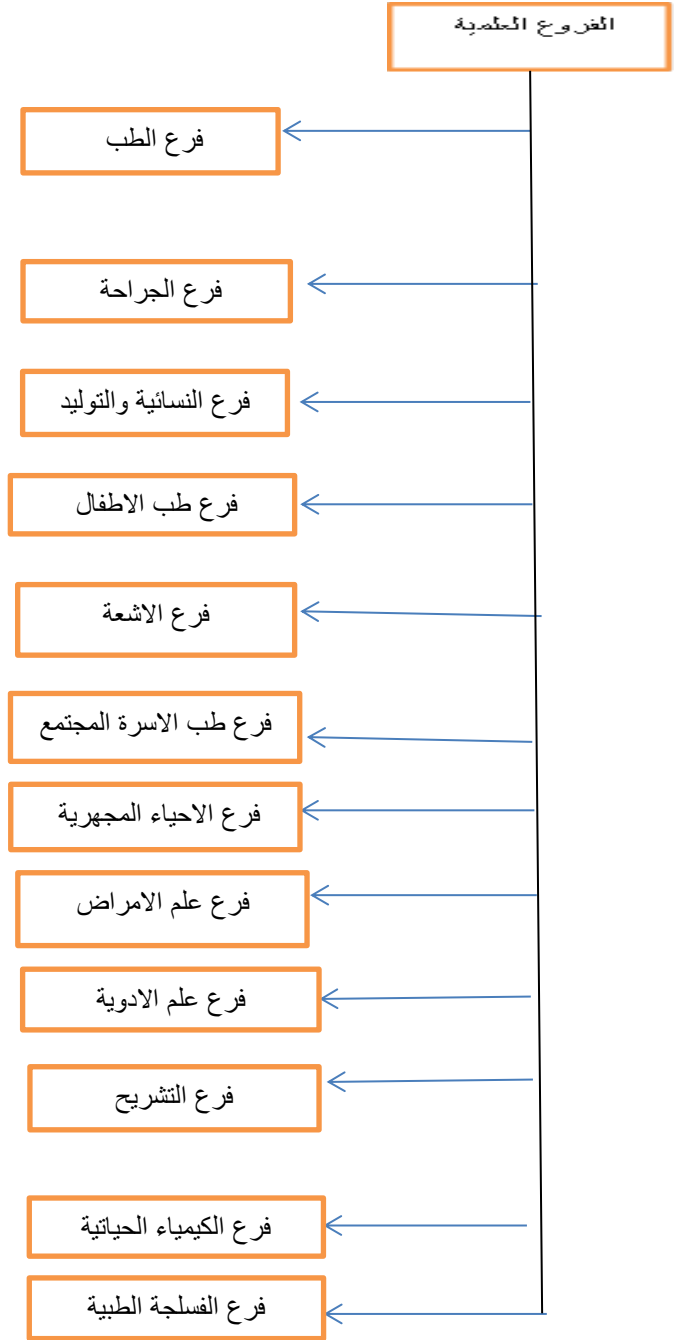 الفروع العلمية
فرع الطب
فرع الجراحة
فرع النسائية والتوليد
فرع طب الاطفال
فرع الاشعة
فرع طب الاسرة المجتمع
فرع الاحياء المجهرية
فرع علم الامراض
فرع علم الادوية
فرع التشريح
فرع الكيمياء الحياتية
فرع الفسلجة الطبية